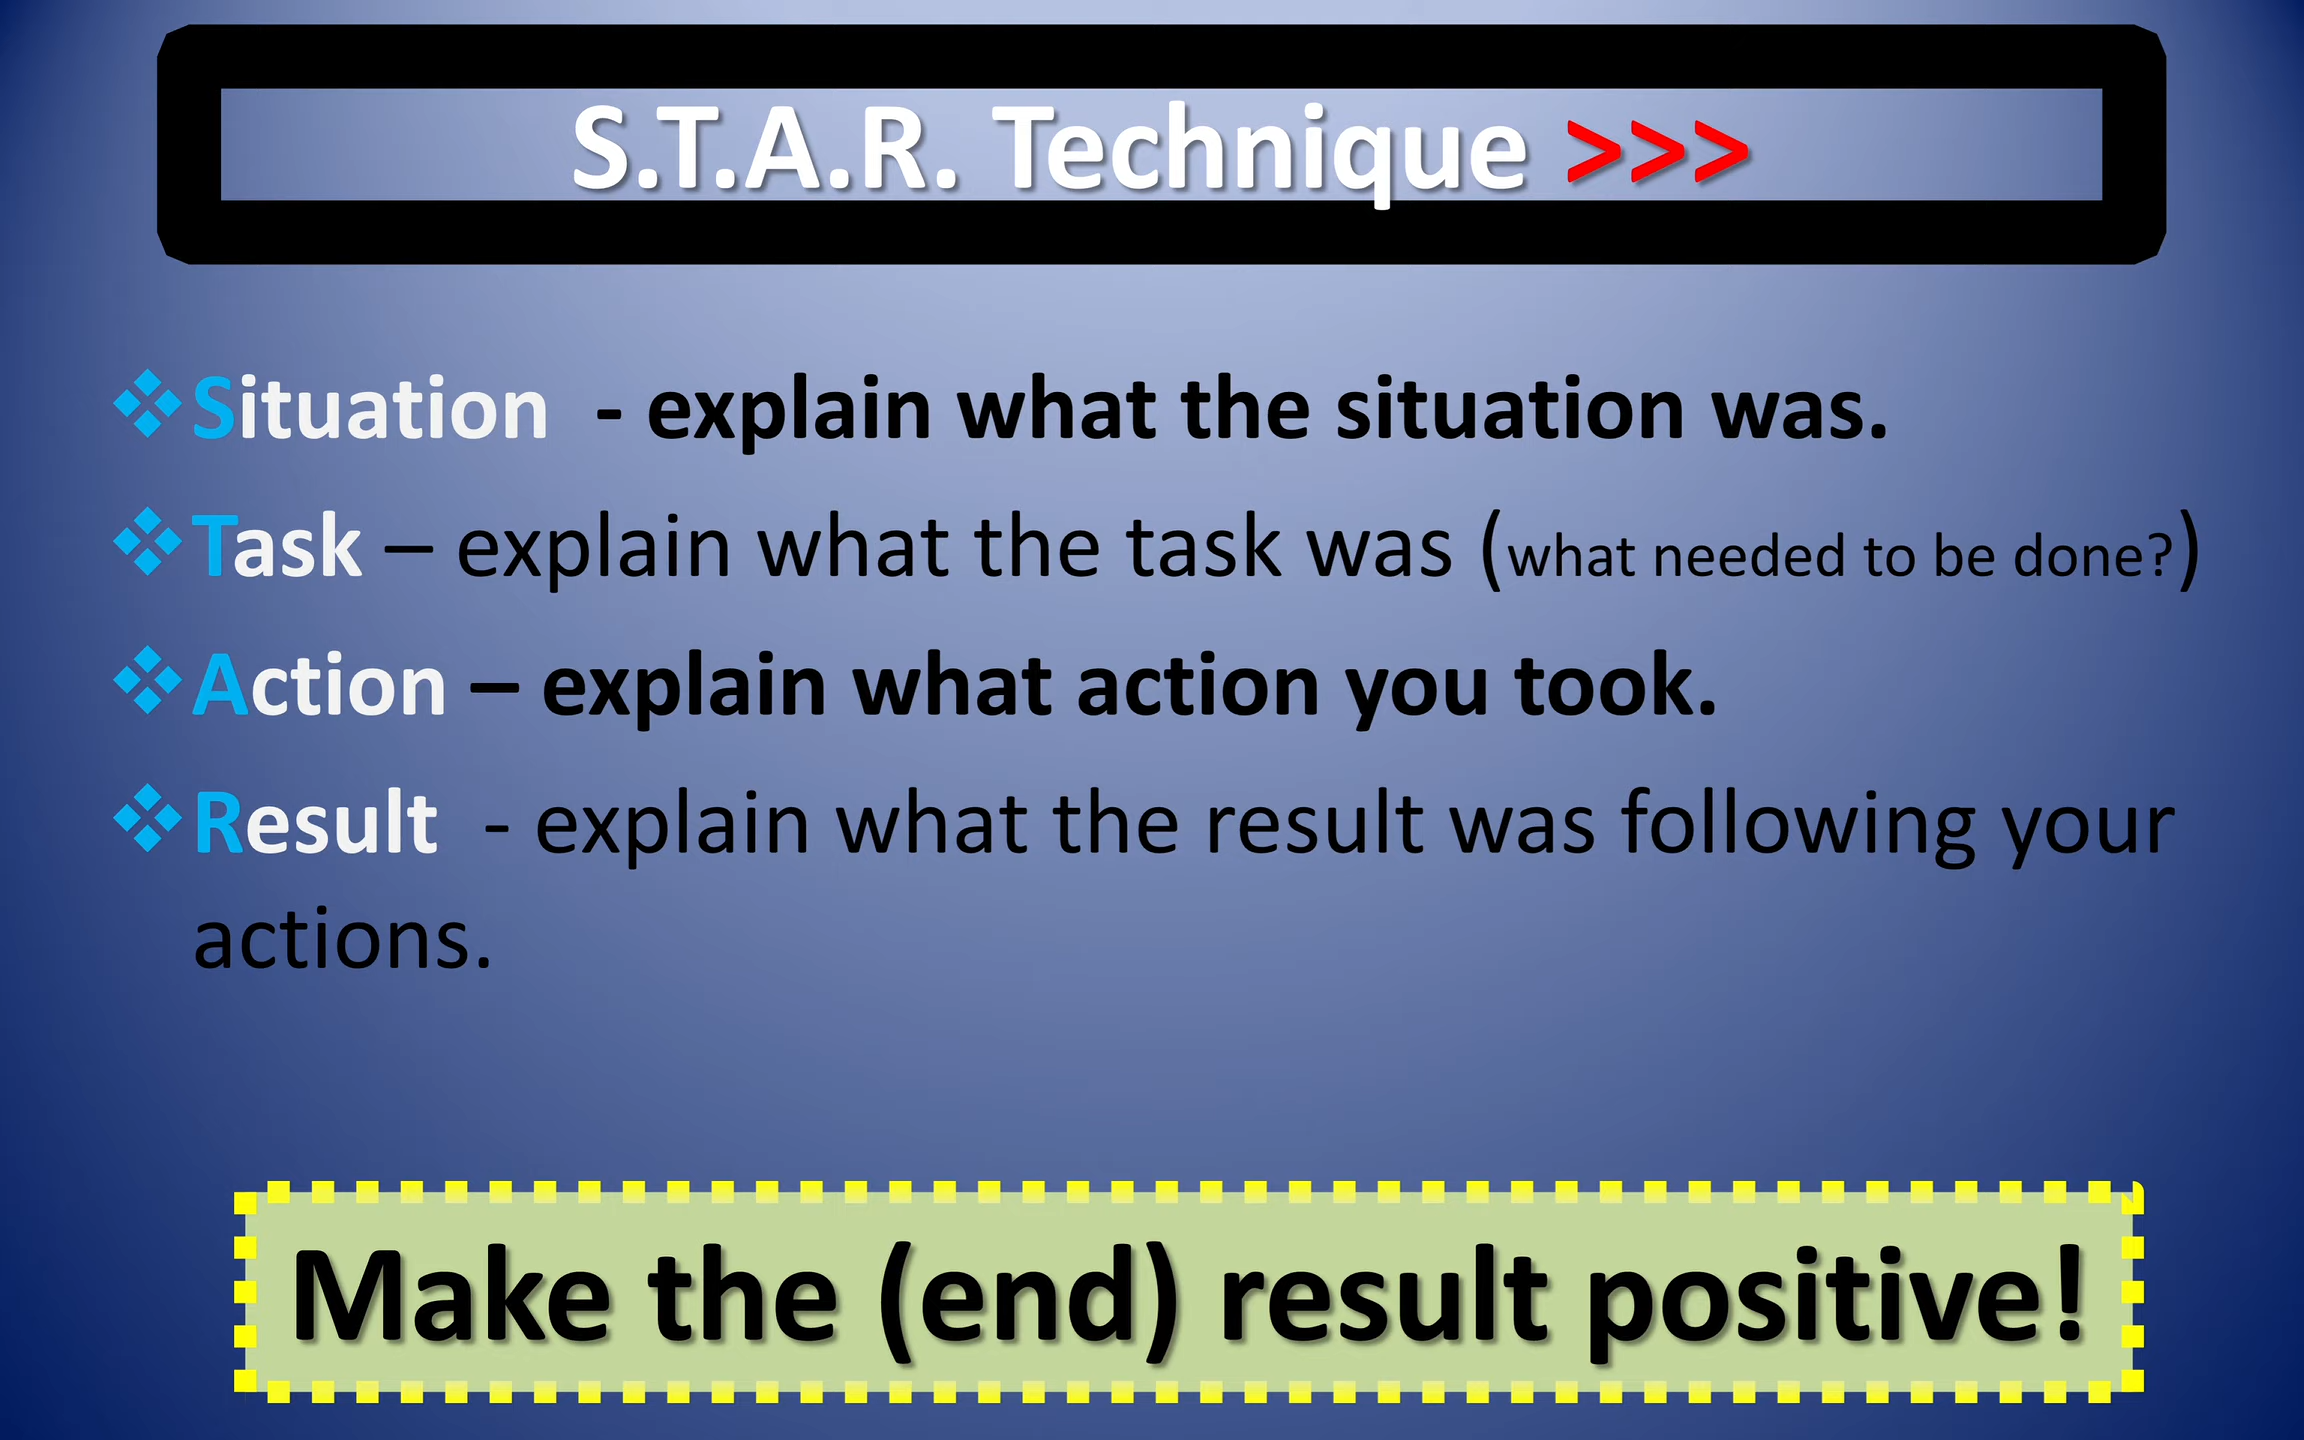 S.T.A.R. Technique >>>
❖Situation  - explain what the situation was.
❖Task – explain what the task was (what needed to be done?)
❖Action – explain what action you took.
❖Result  - explain what the result was following your
actions.
Make the (end) result positive!